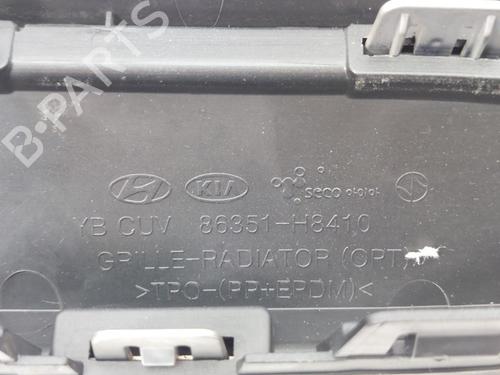 B-PARTS
KIA seco
YB CUV 86351-H8410
GRILLE-RADIATOR (OPT)
>TPO-(PP+EPDM)<